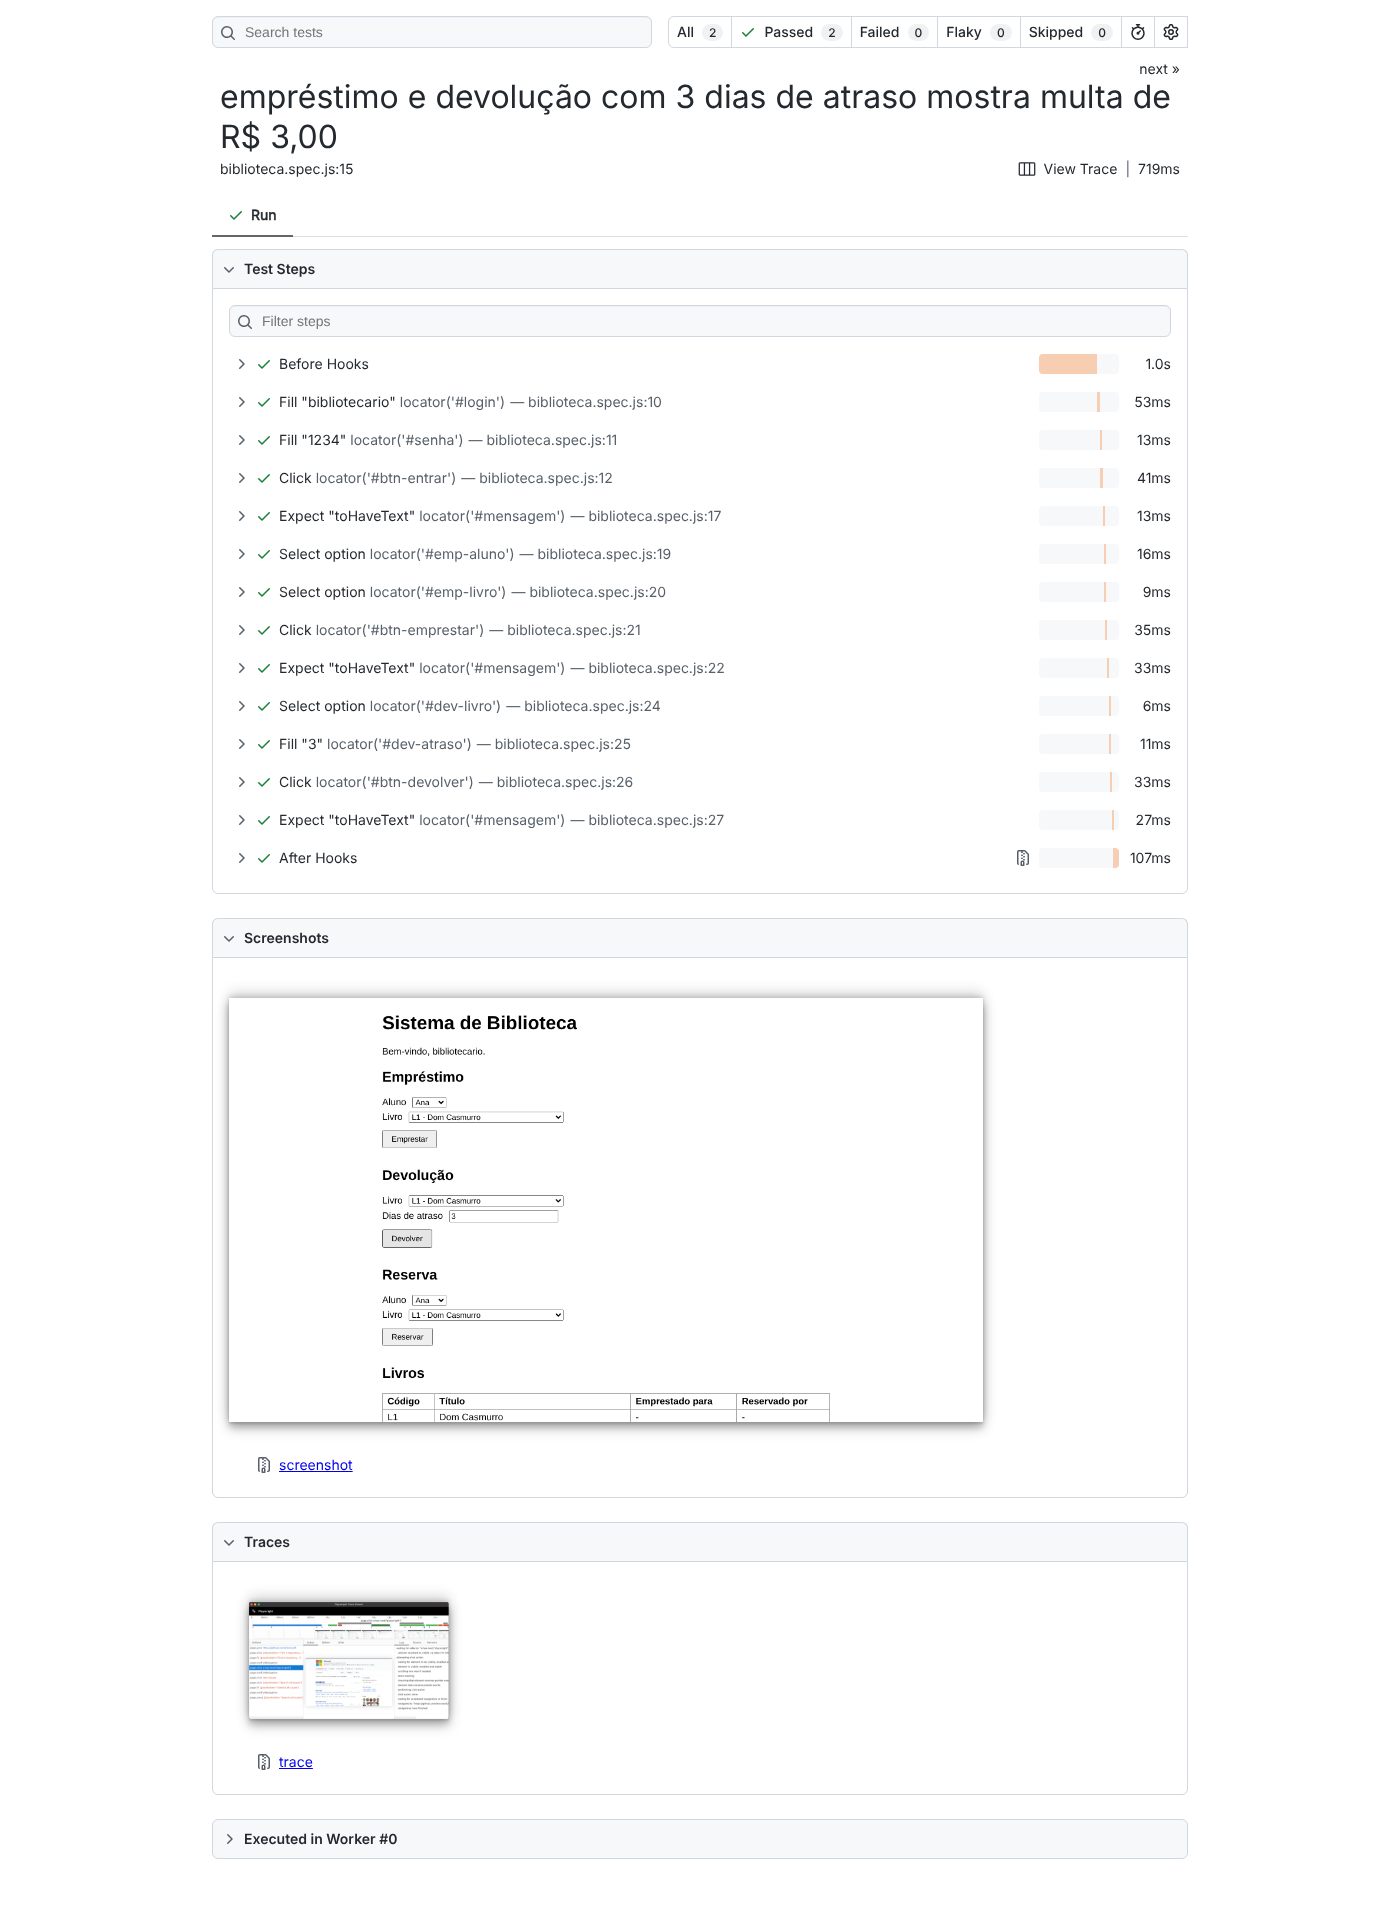 Search tests
All 2 Passed 2 Failed 0 Flaky 0 Skipped 0
next »
empréstimo e devolução com 3 dias de atraso mostra multa de
R$ 3,00
biblioteca.spec.js:15 View Trace | 719ms
Run
Test Steps
Filter steps
Before Hooks 1.0s
Fill "bibliotecario" locator('#login') — biblioteca.spec.js:10 53ms
Fill "1234" locator('#senha') — biblioteca.spec.js:11 13ms
Click locator('#btn-entrar') — biblioteca.spec.js:12 41ms
Expect "toHaveText" locator('#mensagem') — biblioteca.spec.js:17 13ms
Select option locator('#emp-aluno') — biblioteca.spec.js:19 16ms
Select option locator('#emp-livro') — biblioteca.spec.js:20 9ms
Click locator('#btn-emprestar') — biblioteca.spec.js:21 35ms
Expect "toHaveText" locator('#mensagem') — biblioteca.spec.js:22 33ms
Select option locator('#dev-livro') — biblioteca.spec.js:24 6ms
Fill "3" locator('#dev-atraso') — biblioteca.spec.js:25 11ms
Click locator('#btn-devolver') — biblioteca.spec.js:26 33ms
Expect "toHaveText" locator('#mensagem') — biblioteca.spec.js:27 27ms
After Hooks 107ms
Screenshots
Sistema de Biblioteca
Bem-vindo, bibliotecario.
Empréstimo
Aluno Ana
Livro L1 - Dom Casmurro
Emprestar
Devolução
Livro L1 - Dom Casmurro
Dias de atraso 3
Devolver
Reserva
Aluno Ana
Livro L1 - Dom Casmurro
Reservar
Livros
Código Título Emprestado para Reservado por
L1 Dom Casmurro - -
screenshot
Traces
trace
Executed in Worker #0